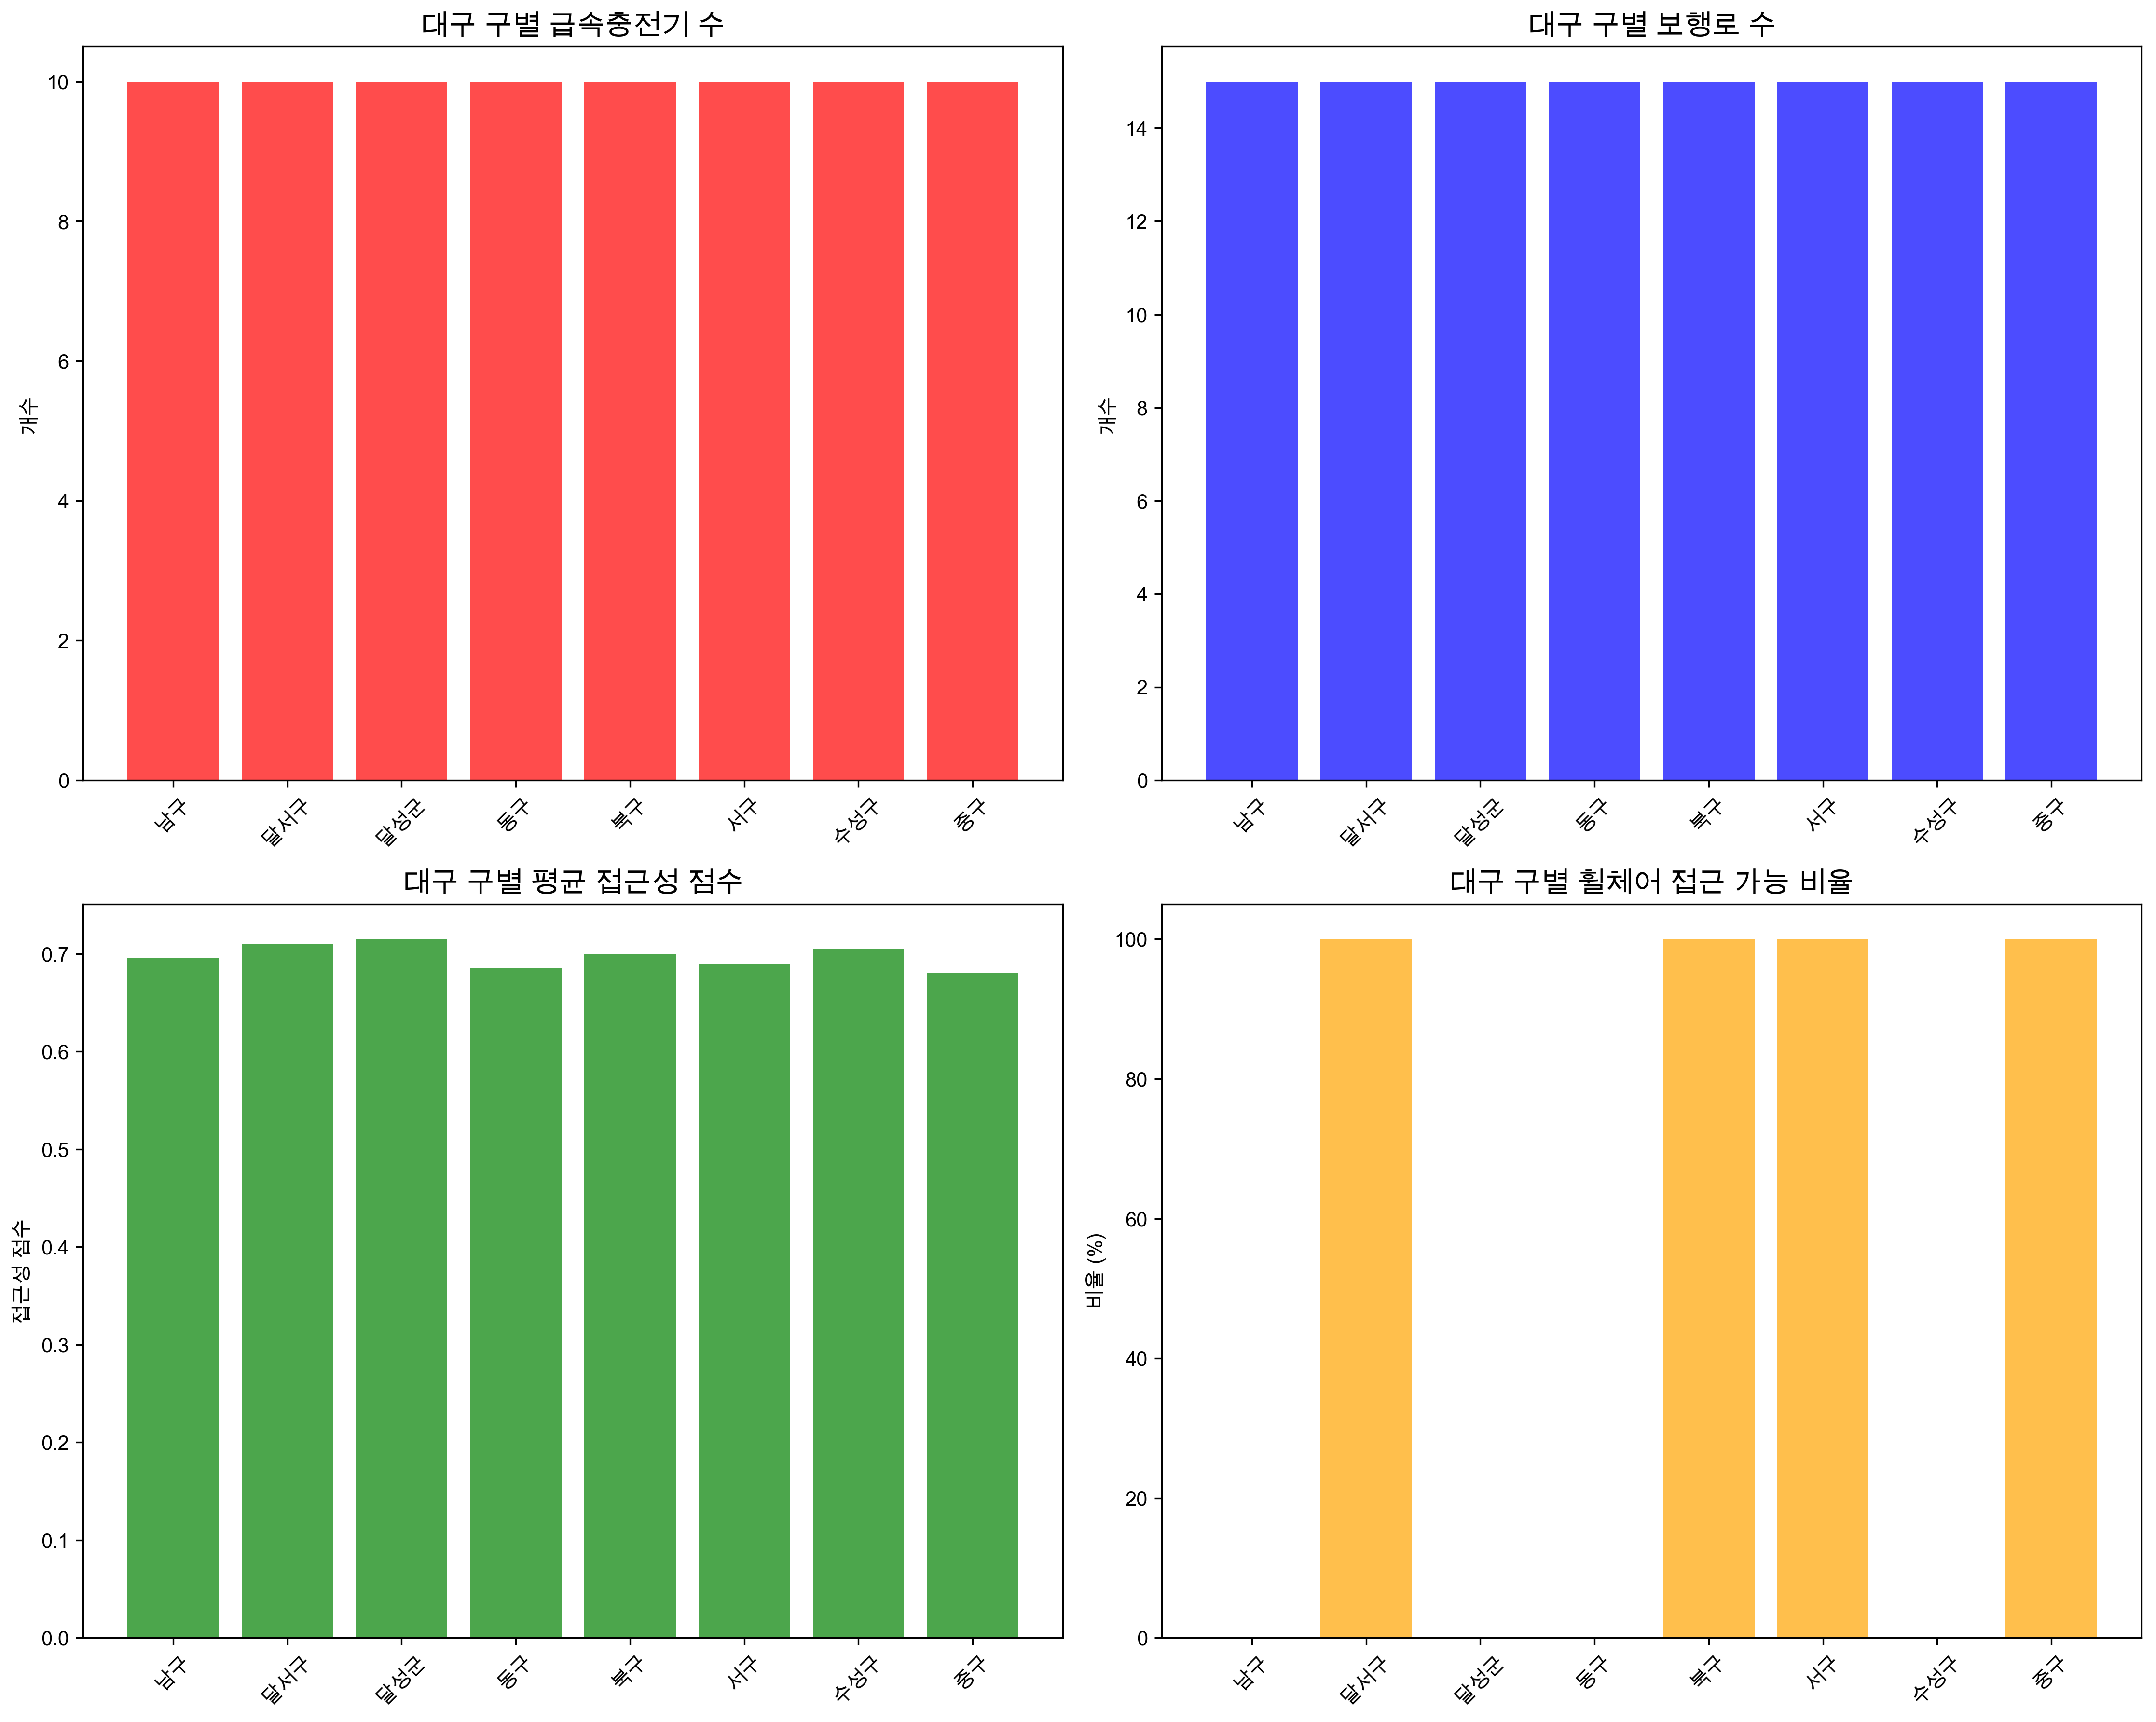 대구 구별 급속충전기 수
개수
10
8
6
4
2
0
남구
달서구
달성군
동구
북구
서구
수성구
중구
대구 구별 보행로 수
개수
14
12
10
8
6
4
2
0
남구
달서구
달성군
동구
북구
서구
수성구
중구
대구 구별 평균 접근성 점수
접근성 점수
0.7
0.6
0.5
0.4
0.3
0.2
0.1
0.0
남구
달서구
달성군
동구
북구
서구
수성구
중구
대구 구별 휠체어 접근 가능 비율
비율 (%)
100
80
60
40
20
0
남구
달서구
달성군
동구
북구
서구
수성구
중구